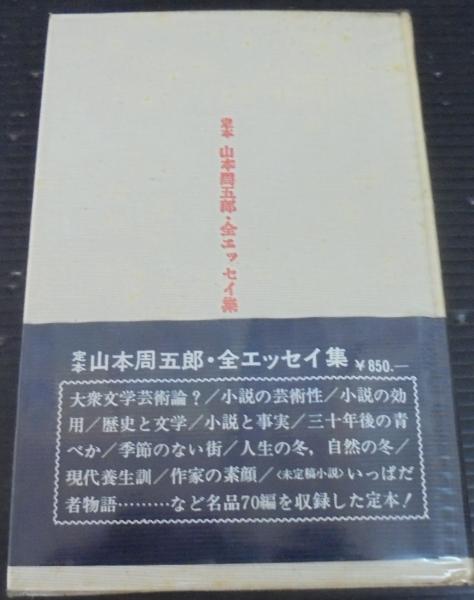 定本 山本周五郎・全エッセイ集
定本 山本周五郎・全エッセイ集 ¥850.—
大衆文学芸術論？／小説の芸術性／小説の効
用／歴史と文学／小説と事実／三十年後の青
べか／季節のない街／人生の冬，自然の冬／
現代養生訓／作家の素顔／〈未定稿小説〉いっぱだ
者物語………など名品70編を収録した定本！